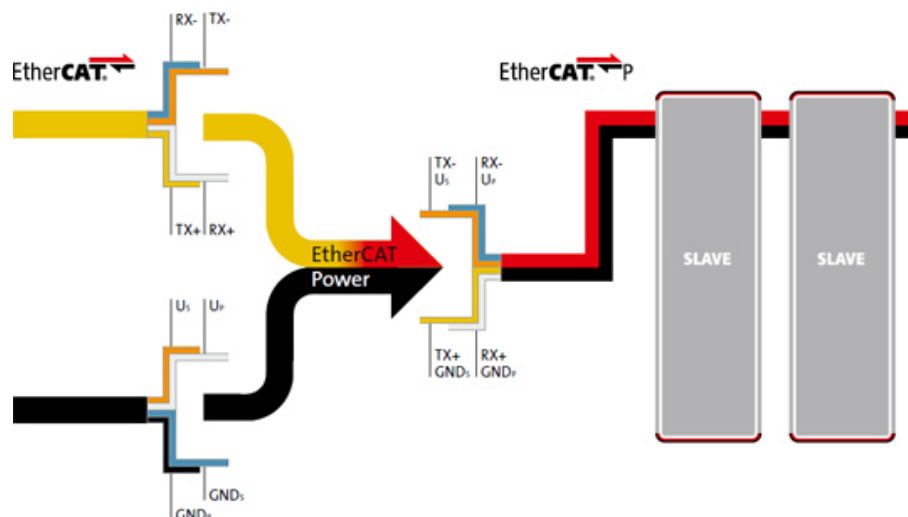 RX- TX-
EtherCAT®
EtherCAT® P
TX- RX-
US UP
TX+ RX+
EtherCAT
Power
SLAVE
SLAVE
US UP
TX+ RX+
GNDS GNDP
GNDS